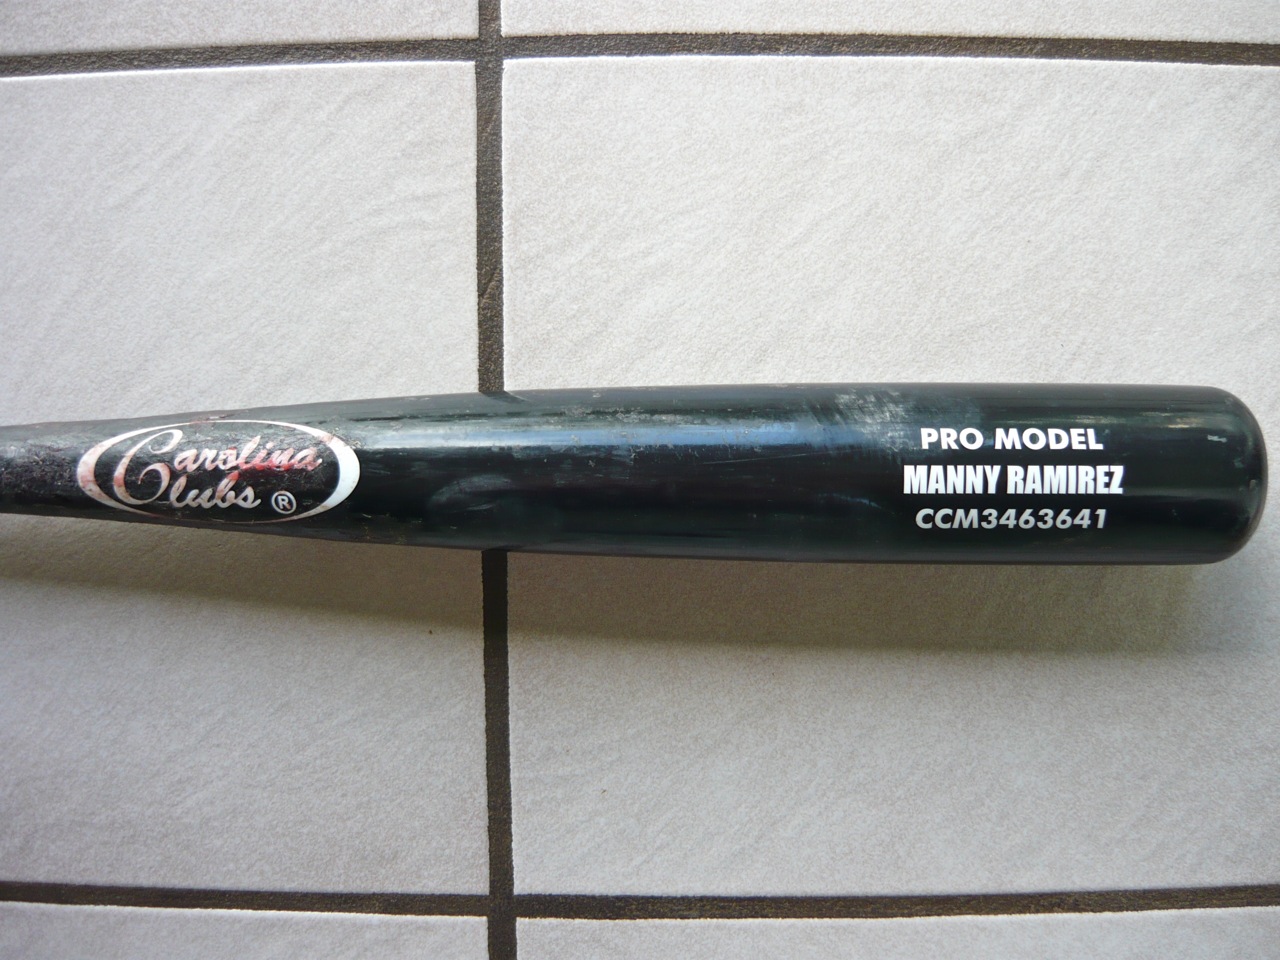 Carolina
Clubs ®
PRO MODEL
MANNY RAMIREZ
CCM3463641